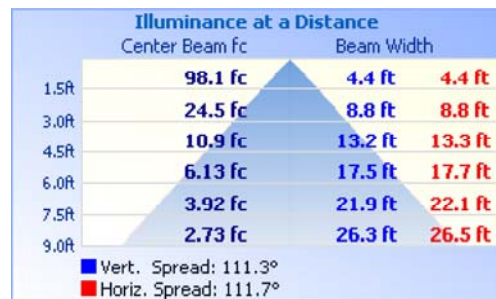 Illuminance at a Distance
Center Beam fc Beam Width
1.5ft 98.1 fc 4.4 ft 4.4 ft
3.0ft 24.5 fc 8.8 ft 8.8 ft
4.5ft 10.9 fc 13.2 ft 13.3 ft
6.0ft 6.13 fc 17.5 ft 17.7 ft
7.5ft 3.92 fc 21.9 ft 22.1 ft
9.0ft 2.73 fc 26.3 ft 26.5 ft
Vert. Spread: 111.3°
Horiz. Spread: 111.7°